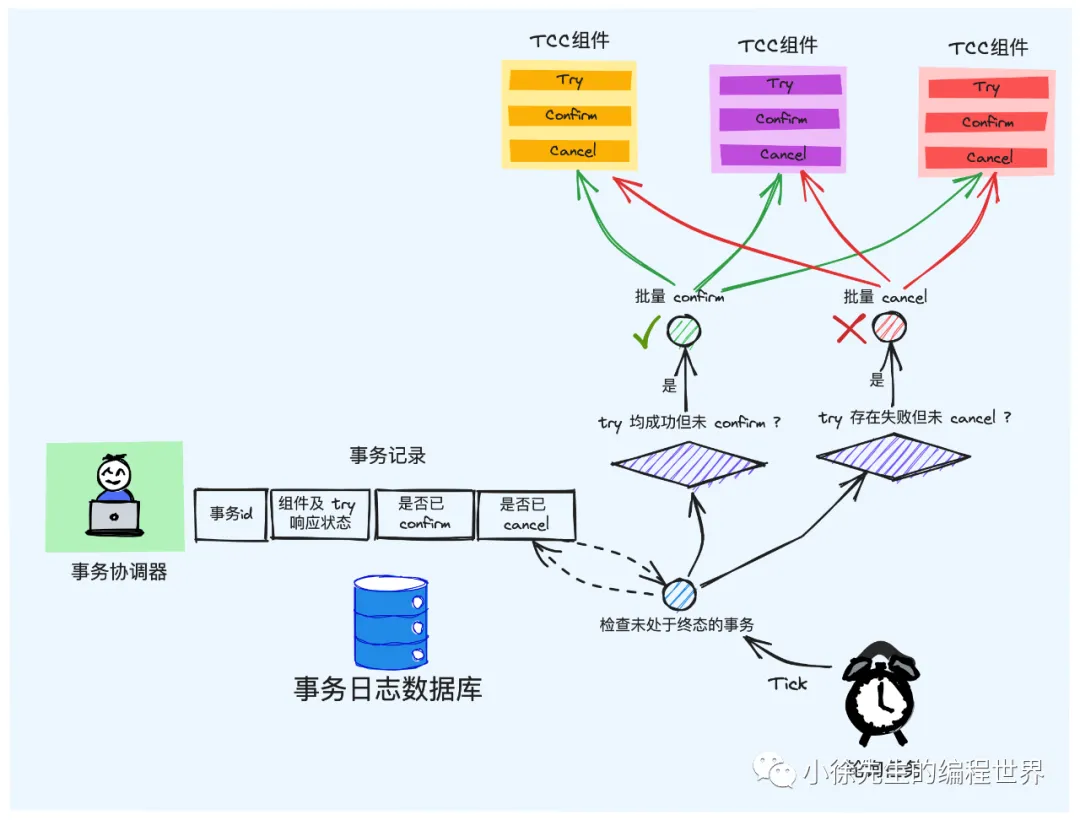 TCC组件
TCC组件
TCC组件
Try
Confirm
Cancel
Try
Confirm
Cancel
Try
Confirm
Cancel
批量 confirm
批量 cancel
是
是
try 均成功但未 confirm ?
try 存在失败但未 cancel ?
事务记录
事务id
组件及 try
响应状态
是否已
confirm
是否已
cancel
事务协调器
检查未处于终态的事务
事务日志数据库
Tick
小徐先生的编程世界